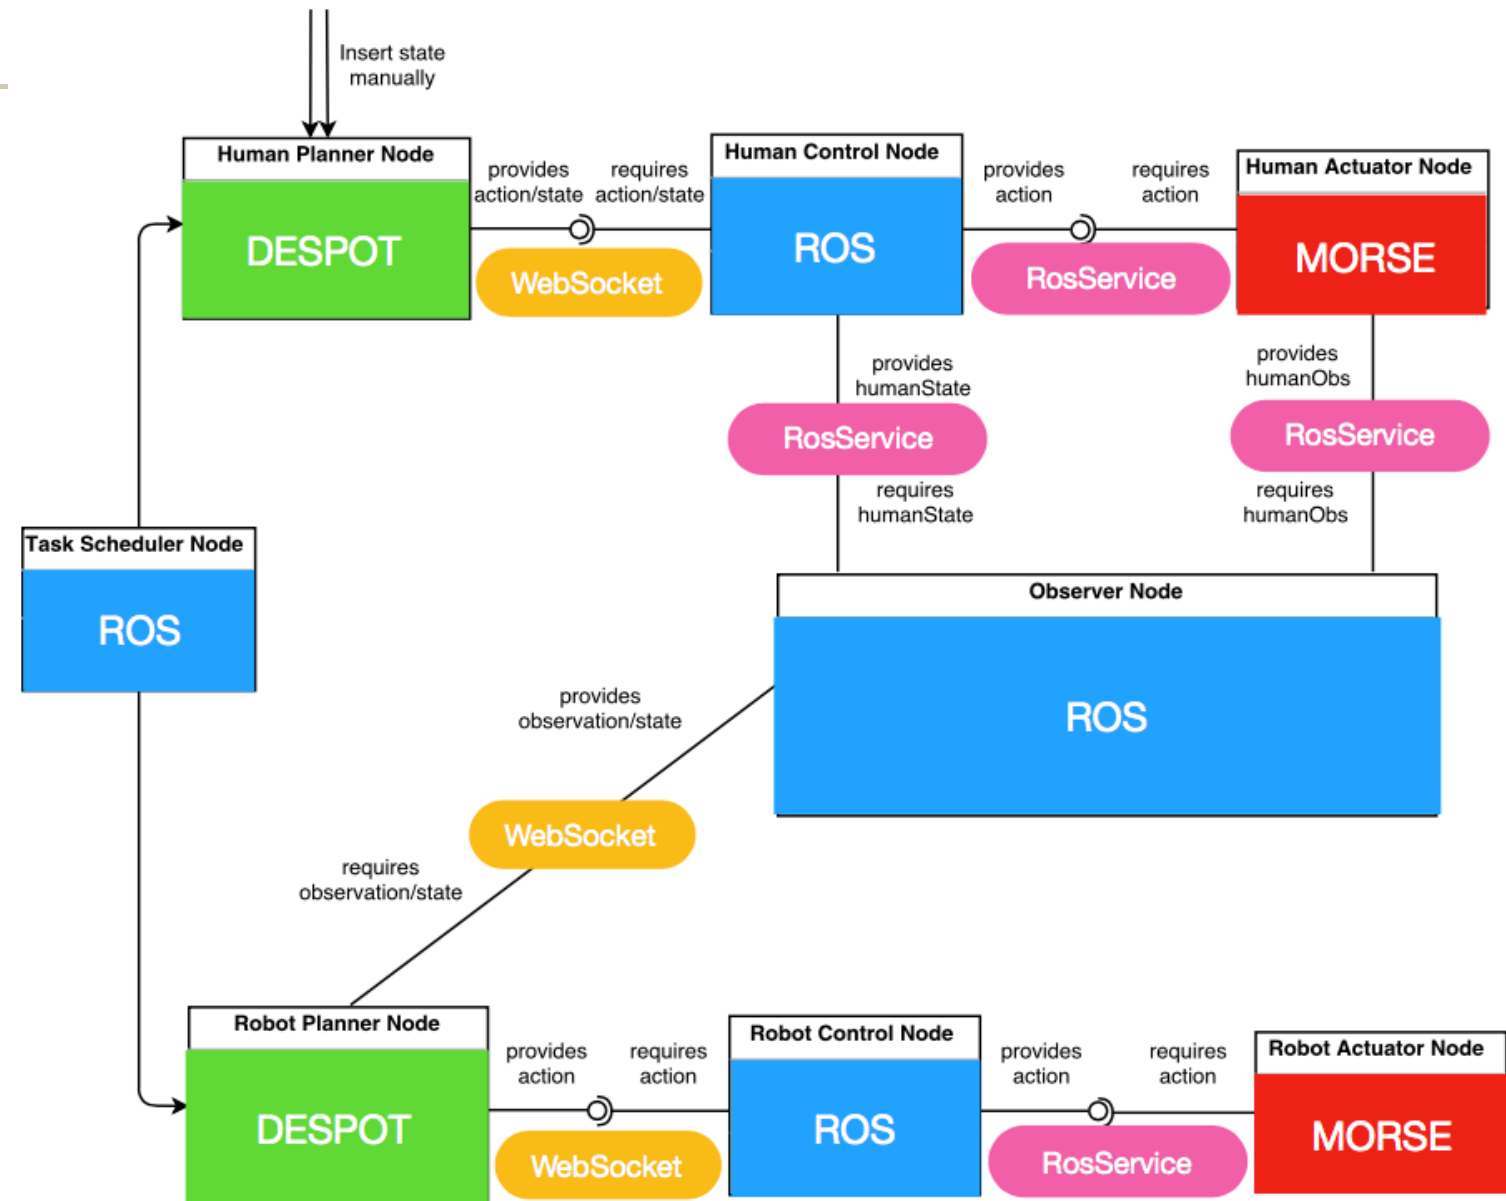 Insert state
manually
Human Planner Node
DESPOT
provides
action/state
requires
action/state
WebSocket
Human Control Node
ROS
provides
action
requires
action
RosService
Human Actuator Node
MORSE
provides
humanState
RosService
requires
humanState
provides
humanObs
RosService
requires
humanObs
Task Scheduler Node
ROS
Observer Node
ROS
provides
observation/state
WebSocket
requires
observation/state
Robot Planner Node
DESPOT
provides
action
requires
action
WebSocket
Robot Control Node
ROS
provides
action
requires
action
RosService
Robot Actuator Node
MORSE